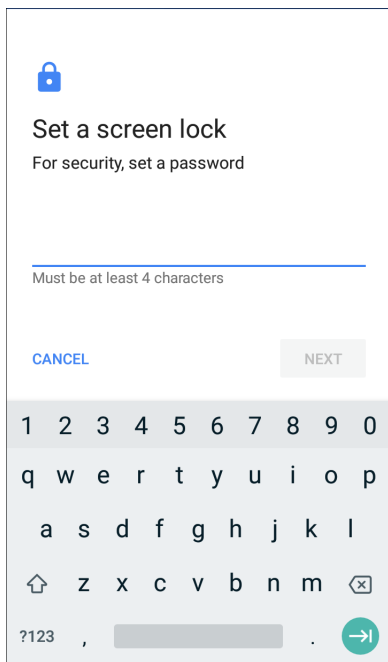 Set a screen lock
For security, set a password
Must be at least 4 characters
CANCEL NEXT
1 2 3 4 5 6 7 8 9 0
q w e r t y u i o p
a s d f g h j k l
z x c v b n m
?123 , .